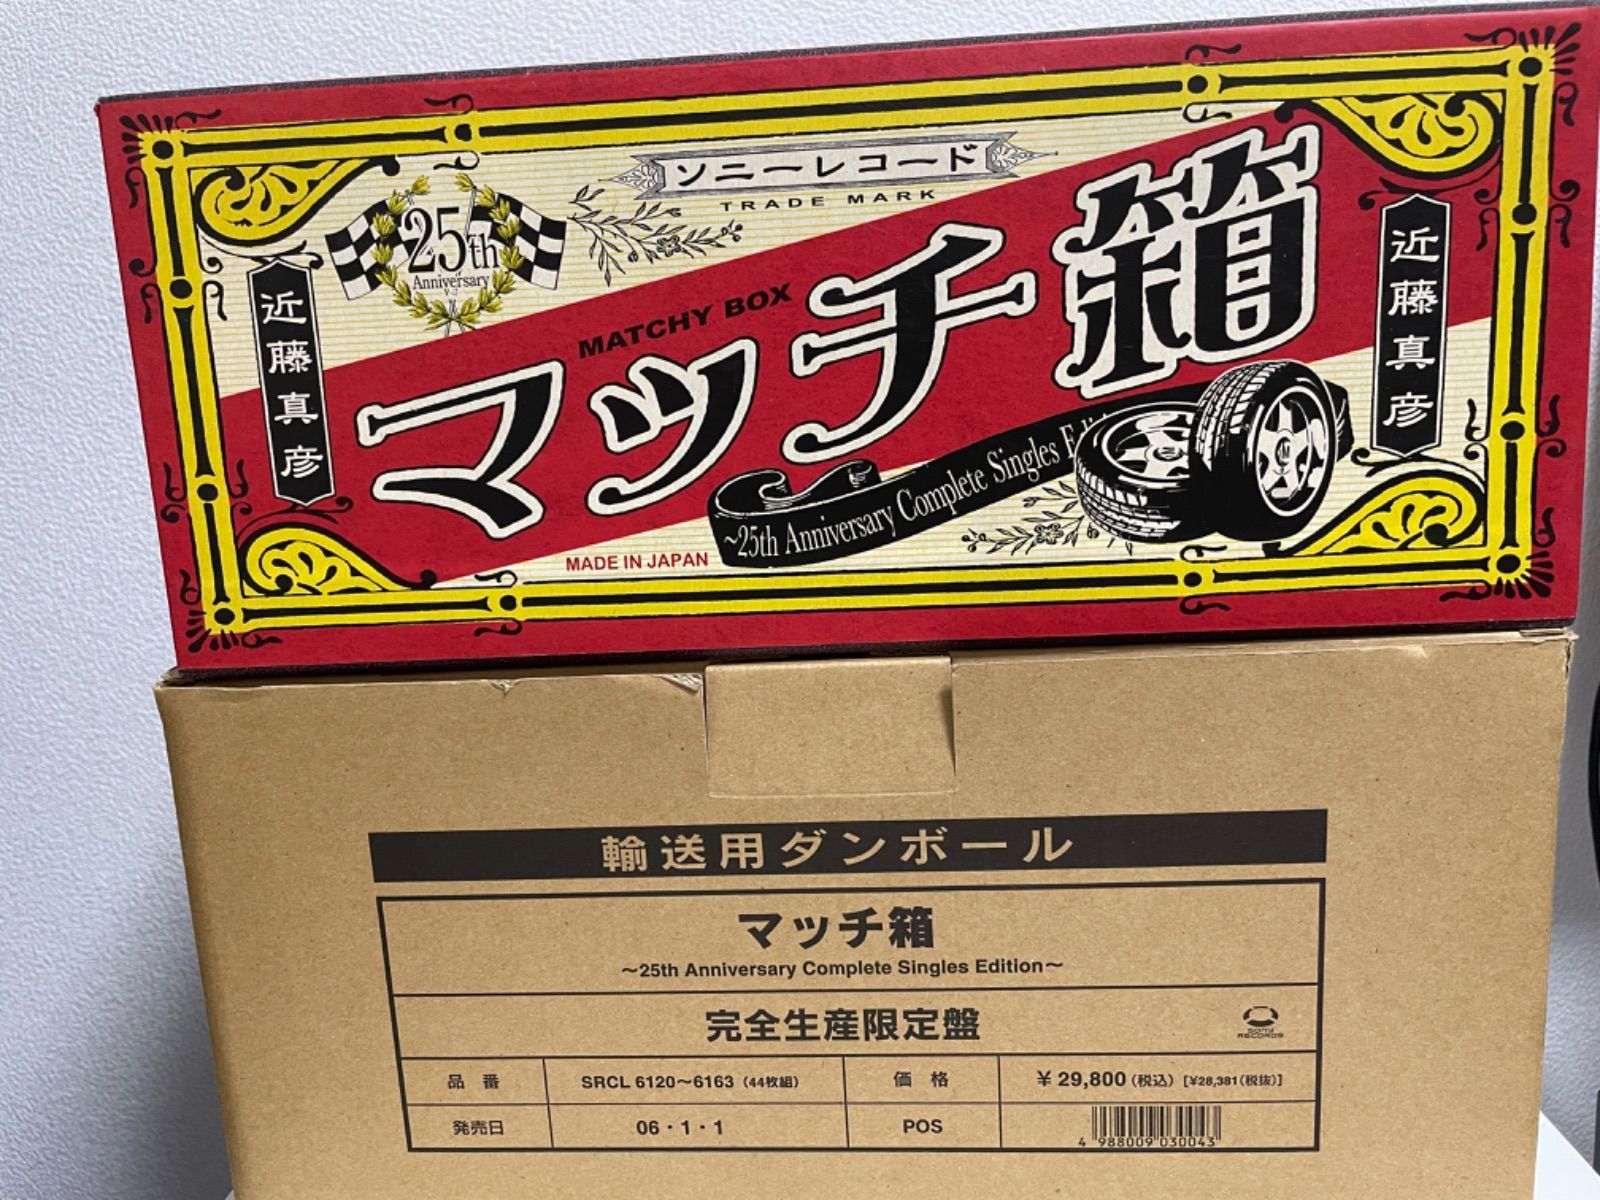 ソニーレコード
TRADE MARK
25th
Anniversary
近藤真彦
MATCHY BOX
マッチ箱
近藤真彦
~25th Anniversary Complete Singles
MADE IN JAPAN
輸送用ダンボール
マッチ箱
~25th Anniversary Complete Singles Edition~
完全生産限定盤
SONY
RECORDS
品番 SRCL 6120~6163(44枚組) 価格 ¥29,800(税込)[¥28,381(税抜)]
発売日 06・1・1 POS
4 988009 030043